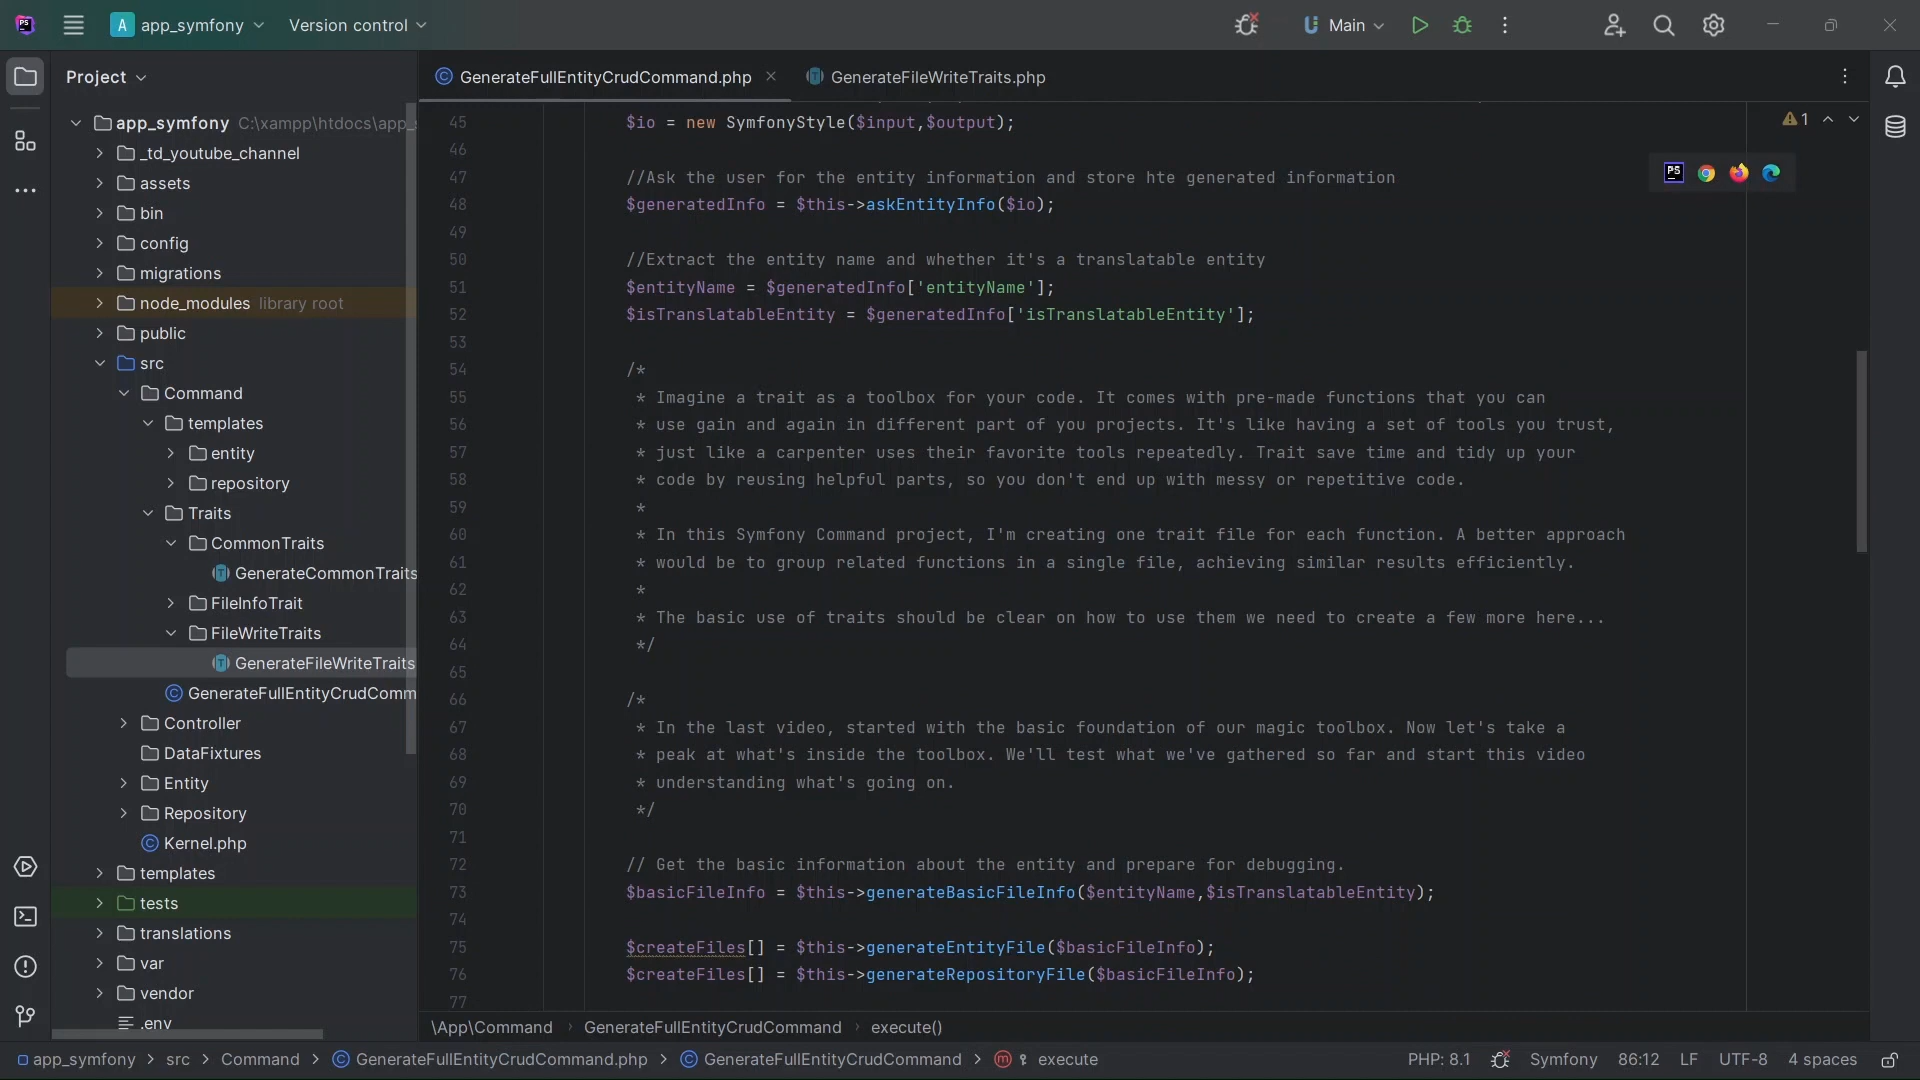 A app_symfony
Version control
Main
Project
GenerateFullEntityCrudCommand.php
GenerateFileWriteTraits.php
app_symfony C:\xampp\htdocs\app_
_td_youtube_channel
assets
bin
config
migrations
node_modules library root
public
src
Command
templates
entity
repository
Traits
CommonTraits
GenerateCommonTraits
FileInfoTrait
FileWriteTraits
GenerateFileWriteTraits
GenerateFullEntityCrudComm
Controller
DataFixtures
Entity
Repository
Kernel.php
templates
tests
translations
var
vendor
.env
1
45 $io = new SymfonyStyle($input,$output);
46
47 //Ask the user for the entity information and store hte generated information
48 $generatedInfo = $this->askEntityInfo($io);
49
50 //Extract the entity name and whether it's a translatable entity
51 $entityName = $generatedInfo['entityName'];
52 $isTranslatableEntity = $generatedInfo['isTranslatableEntity'];
53
54 /*
55 * Imagine a trait as a toolbox for your code. It comes with pre-made functions that you can
56 * use gain and again in different part of you projects. It's like having a set of tools you trust,
57 * just like a carpenter uses their favorite tools repeatedly. Trait save time and tidy up your
58 * code by reusing helpful parts, so you don't end up with messy or repetitive code.
59 *
60 * In this Symfony Command project, I'm creating one trait file for each function. A better approach
61 * would be to group related functions in a single file, achieving similar results efficiently.
62 *
63 * The basic use of traits should be clear on how to use them we need to create a few more here...
64 */
65
66 /*
67 * In the last video, started with the basic foundation of our magic toolbox. Now let's take a
68 * peak at what's inside the toolbox. We'll test what we've gathered so far and start this video
69 * understanding what's going on.
70 */
71
72 // Get the basic information about the entity and prepare for debugging.
73 $basicFileInfo = $this->generateBasicFileInfo($entityName,$isTranslatableEntity);
74
75 $createFiles[] = $this->generateEntityFile($basicFileInfo);
76 $createFiles[] = $this->generateRepositoryFile($basicFileInfo);
77
\App\Command › GenerateFullEntityCrudCommand › execute()
app_symfony > src > Command > GenerateFullEntityCrudCommand.php > GenerateFullEntityCrudCommand > execute
PHP: 8.1 Symfony 86:12 LF UTF-8 4 spaces